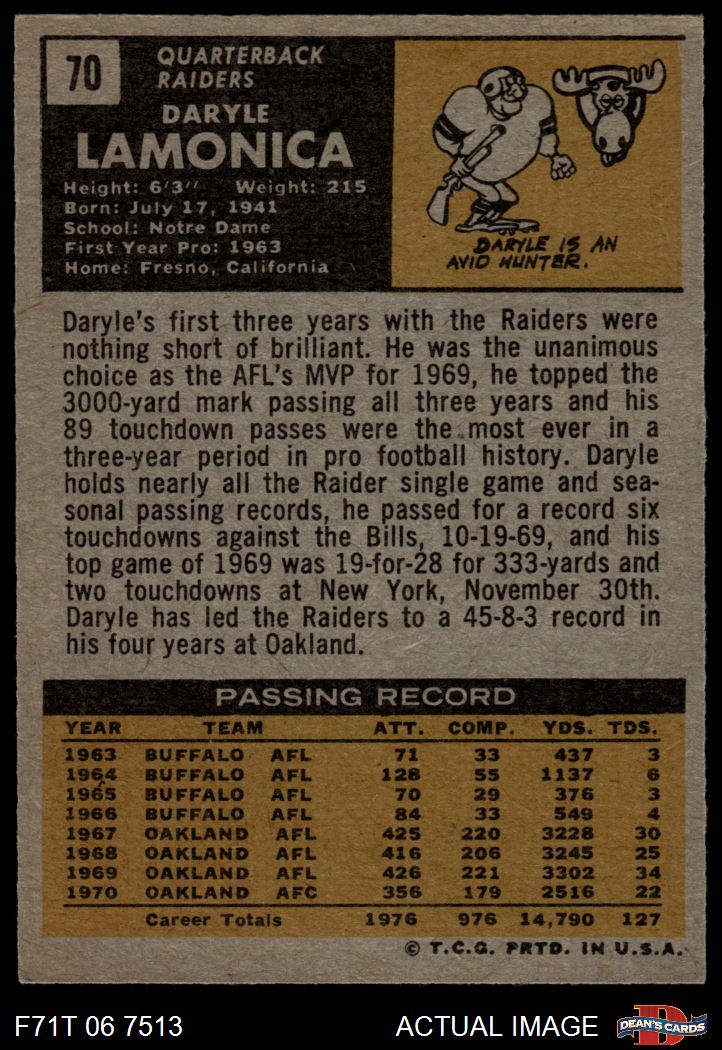 70
QUARTERBACK
RAIDERS
DARYLE
LAMONICA
Height: 6'3" Weight: 215
Born: July 17, 1941
School: Notre Dame
First Year Pro: 1963
Home: Fresno, California
DARYLE IS AN
AVID HUNTER.
Daryle's first three years with the Raiders were
nothing short of brilliant. He was the unanimous
choice as the AFL's MVP for 1969, he topped the
3000-yard mark passing all three years and his
89 touchdown passes were the most ever in a
three-year period in pro football history. Daryle
holds nearly all the Raider single game and sea-
sonal passing records, he passed for a record six
touchdowns against the Bills, 10-19-69, and his
top game of 1969 was 19-for-28 for 333-yards and
two touchdowns at New York, November 30th.
Daryle has led the Raiders to a 45-8-3 record in
his four years at Oakland.
PASSING RECORD
YEAR TEAM ATT. COMP. YDS. TDS.
1963 BUFFALO AFL 71 33 437 3
1964 BUFFALO AFL 128 55 1137 6
1965 BUFFALO AFL 70 29 376 3
1966 BUFFALO AFL 84 33 549 4
1967 OAKLAND AFL 425 220 3228 30
1968 OAKLAND AFL 416 206 3245 25
1969 OAKLAND AFL 426 221 3302 34
1970 OAKLAND AFC 356 179 2516 22
Career Totals 1976 976 14,790 127
© T.C.G. PRTD. IN U.S.A.
F71T 06 7513 ACTUAL IMAGE
D
DEAN'S CARDS